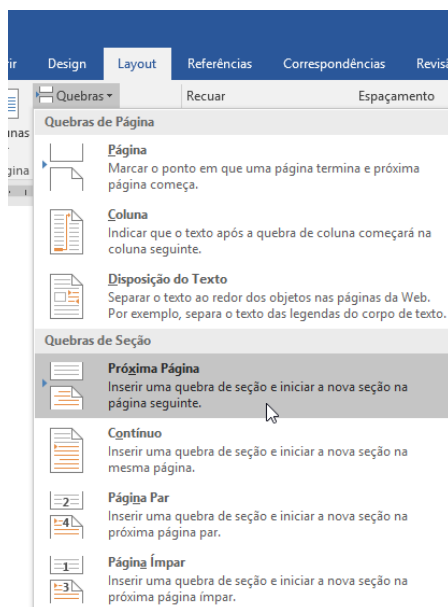 Design Layout Referências Correspondências
Quebras Recuar Espaçamento
Quebras de Página
Página
Marcar o ponto em que uma página termina e próxima
página começa.
Coluna
Indicar que o texto após a quebra de coluna começará na
coluna seguinte.
Disposição do Texto
Separar o texto ao redor dos objetos nas páginas da Web.
Por exemplo, separa o texto das legendas do corpo de texto.
Quebras de Seção
Próxima Página
Inserir uma quebra de seção e iniciar a nova seção na
página seguinte.
Contínuo
Inserir uma quebra de seção e iniciar a nova seção na
mesma página.
2
4
Página Par
Inserir uma quebra de seção e iniciar a nova seção na
próxima página par.
1
3
Página Ímpar
Inserir uma quebra de seção e iniciar a nova seção na
próxima página ímpar.